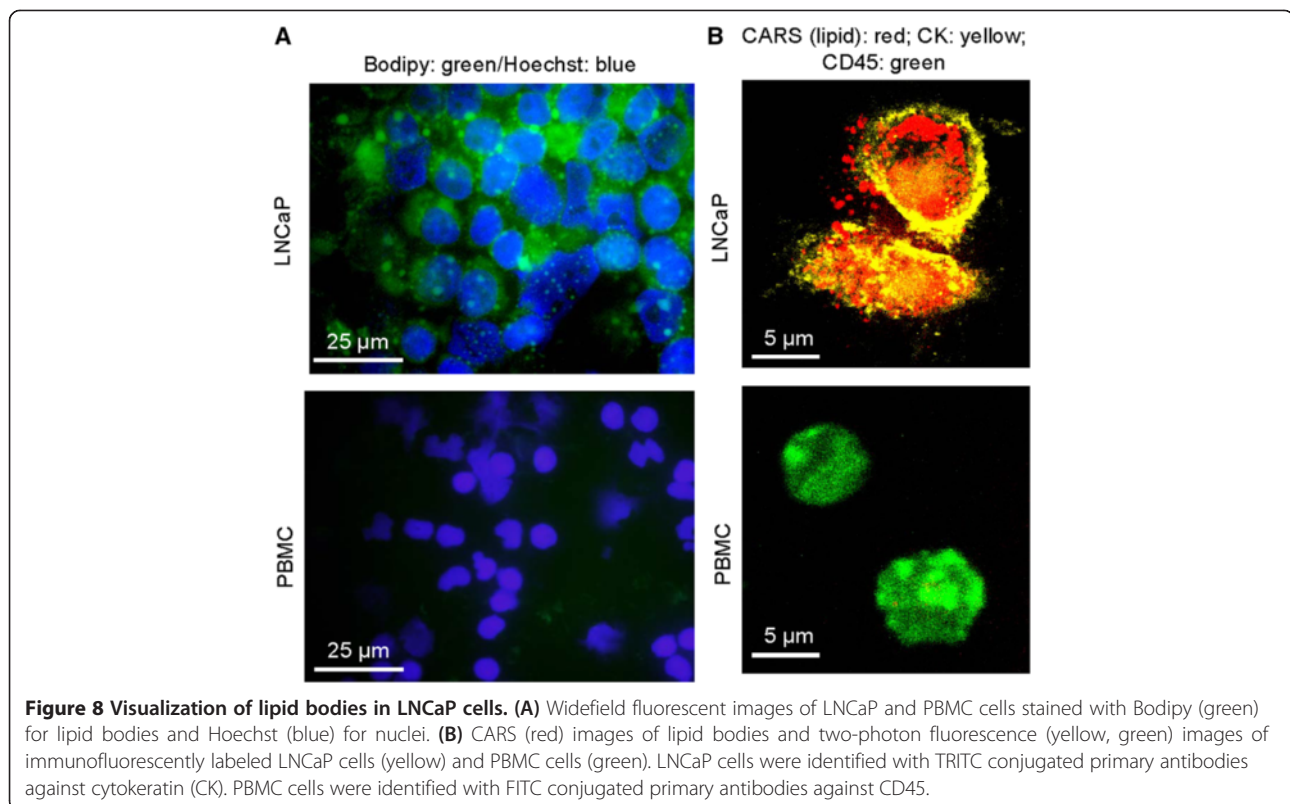 A
Bodipy: green/Hoechst: blue
B
CARS (lipid): red; CK: yellow;
CD45: green
LNCaP
25 µm
LNCaP
5 µm
PBMC
25 µm
PBMC
5 µm
Figure 8 Visualization of lipid bodies in LNCaP cells. (A) Widefield fluorescent images of LNCaP and PBMC cells stained with Bodipy (green)
for lipid bodies and Hoechst (blue) for nuclei. (B) CARS (red) images of lipid bodies and two-photon fluorescence (yellow, green) images of
immunofluorescently labeled LNCaP cells (yellow) and PBMC cells (green). LNCaP cells were identified with TRITC conjugated primary antibodies
against cytokeratin (CK). PBMC cells were identified with FITC conjugated primary antibodies against CD45.